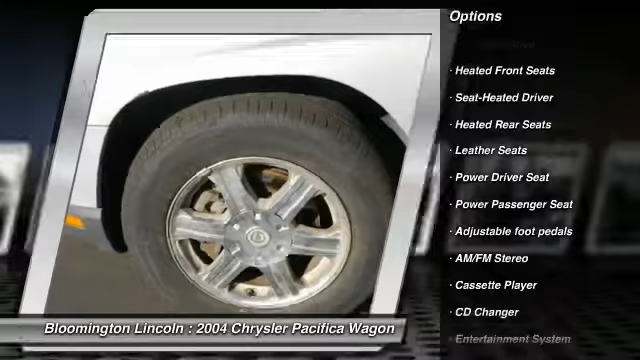 Options
· Heated Front Seats
· Seat-Heated Driver
· Heated Rear Seats
· Leather Seats
· Power Driver Seat
· Power Passenger Seat
· Adjustable foot pedals
· AM/FM Stereo
· Cassette Player
· CD Changer
· Entertainment System
Bloomington Lincoln : 2004 Chrysler Pacifica Wagon